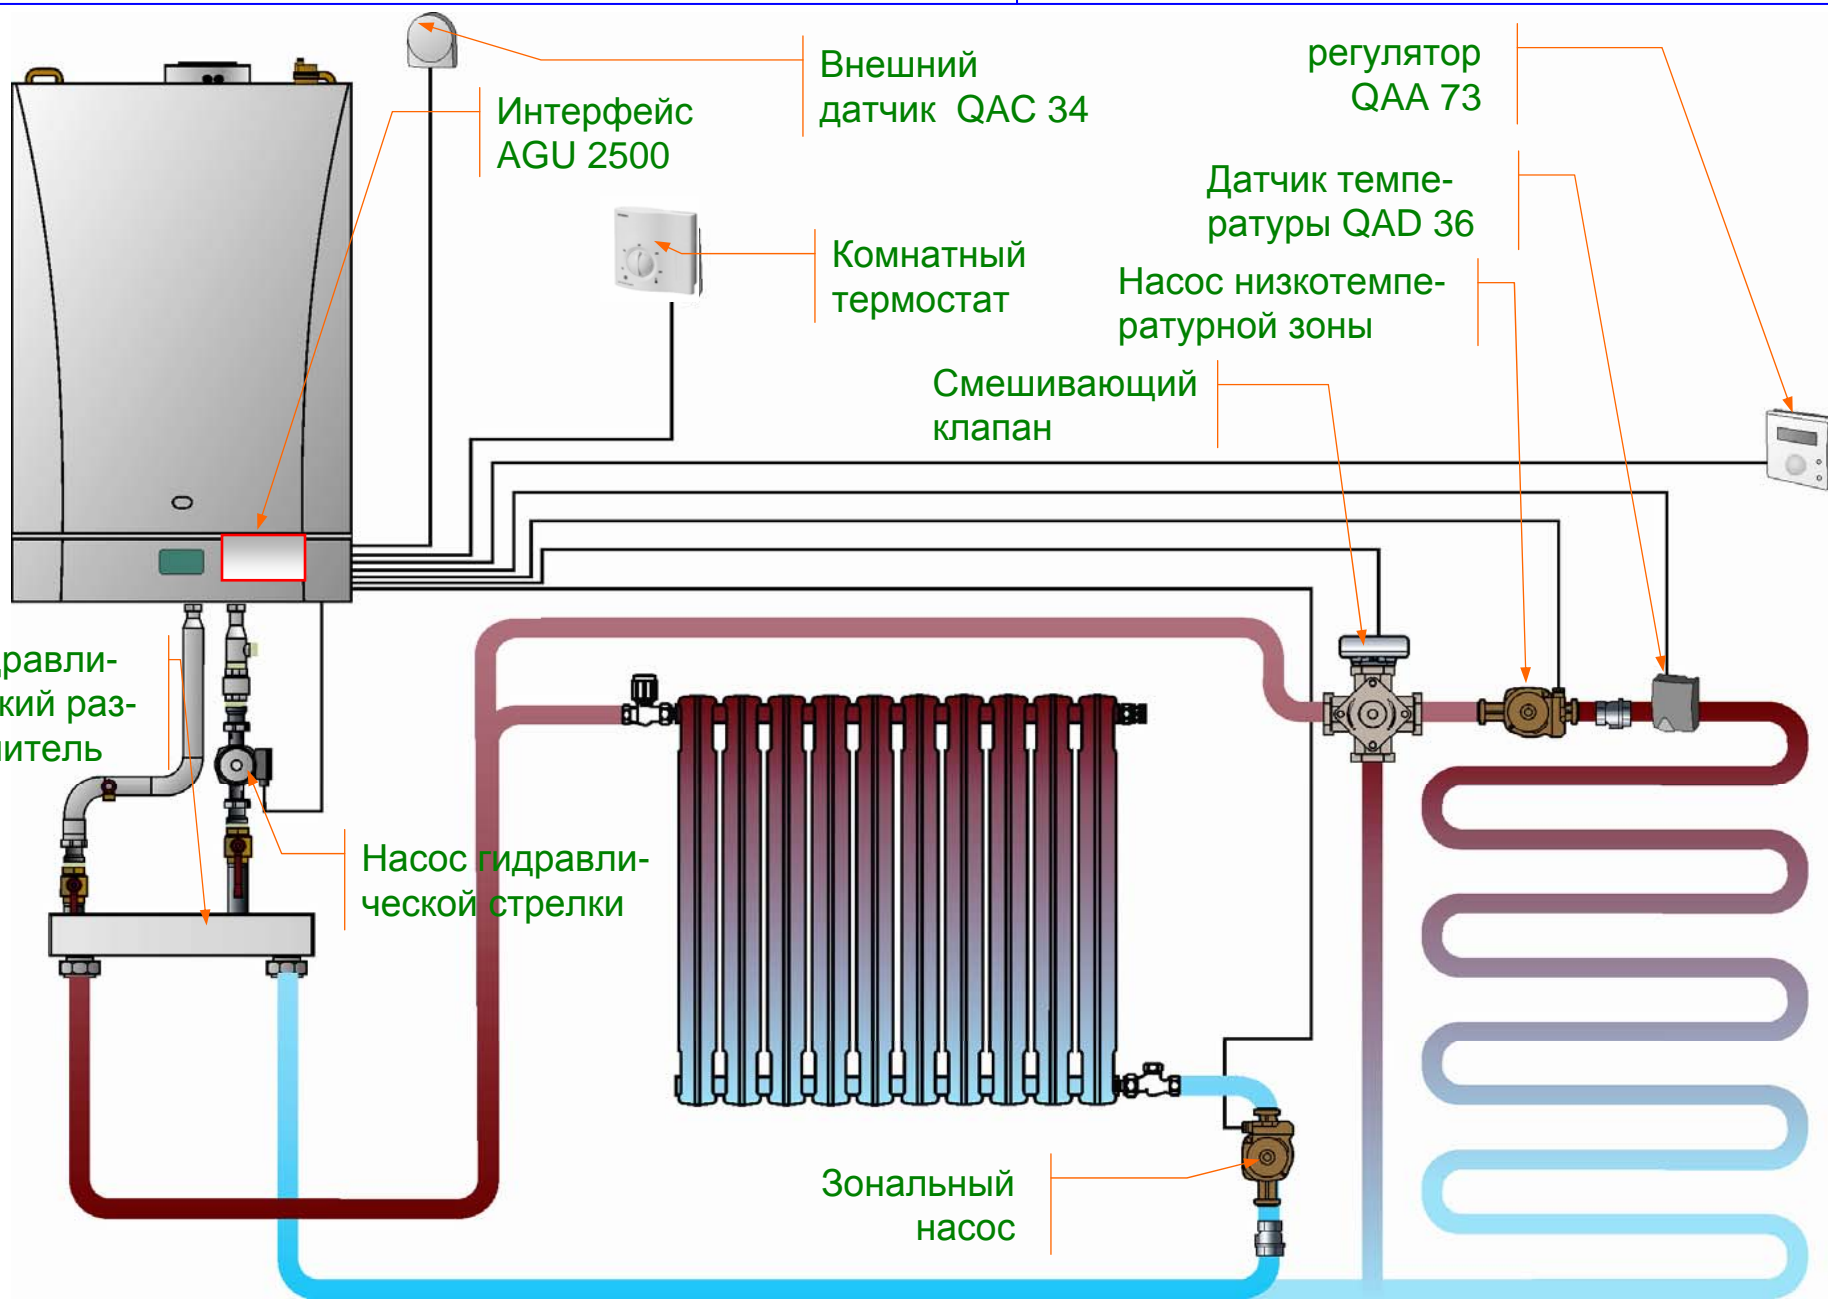 Внешний
датчик QAC 34
регулятор
QAA 73
Интерфейс
AGU 2500
Датчик темпе-
ратуры QAD 36
Комнатный
термостат
Насос низкотемпе-
ратурной зоны
Смешивающий
клапан
дравли-
кий раз-
итель
Насос гидравли-
ческой стрелки
Зональный
насос